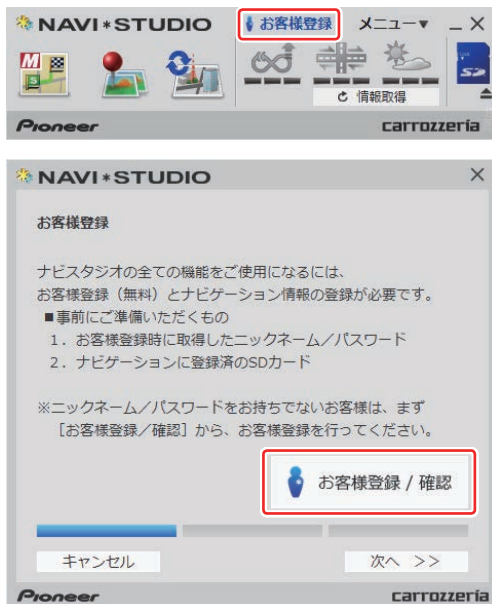 NAVI*STUDIO お客様登録 メニュー▼ _ ×
M
S
情報取得
Pioneer carrozzeria
NAVI*STUDIO ×
お客様登録
ナビスタジオの全ての機能をご使用になるには、
お客様登録（無料）とナビゲーション情報の登録が必要です。
■事前にご準備いただくもの
１．お客様登録時に取得したニックネーム／パスワード
２．ナビゲーションに登録済のSDカード
※ニックネーム／パスワードをお持ちでないお客様は、まず
［お客様登録／確認］から、お客様登録を行ってください。
お客様登録 / 確認
キャンセル 次へ >>
Pioneer carrozzeria